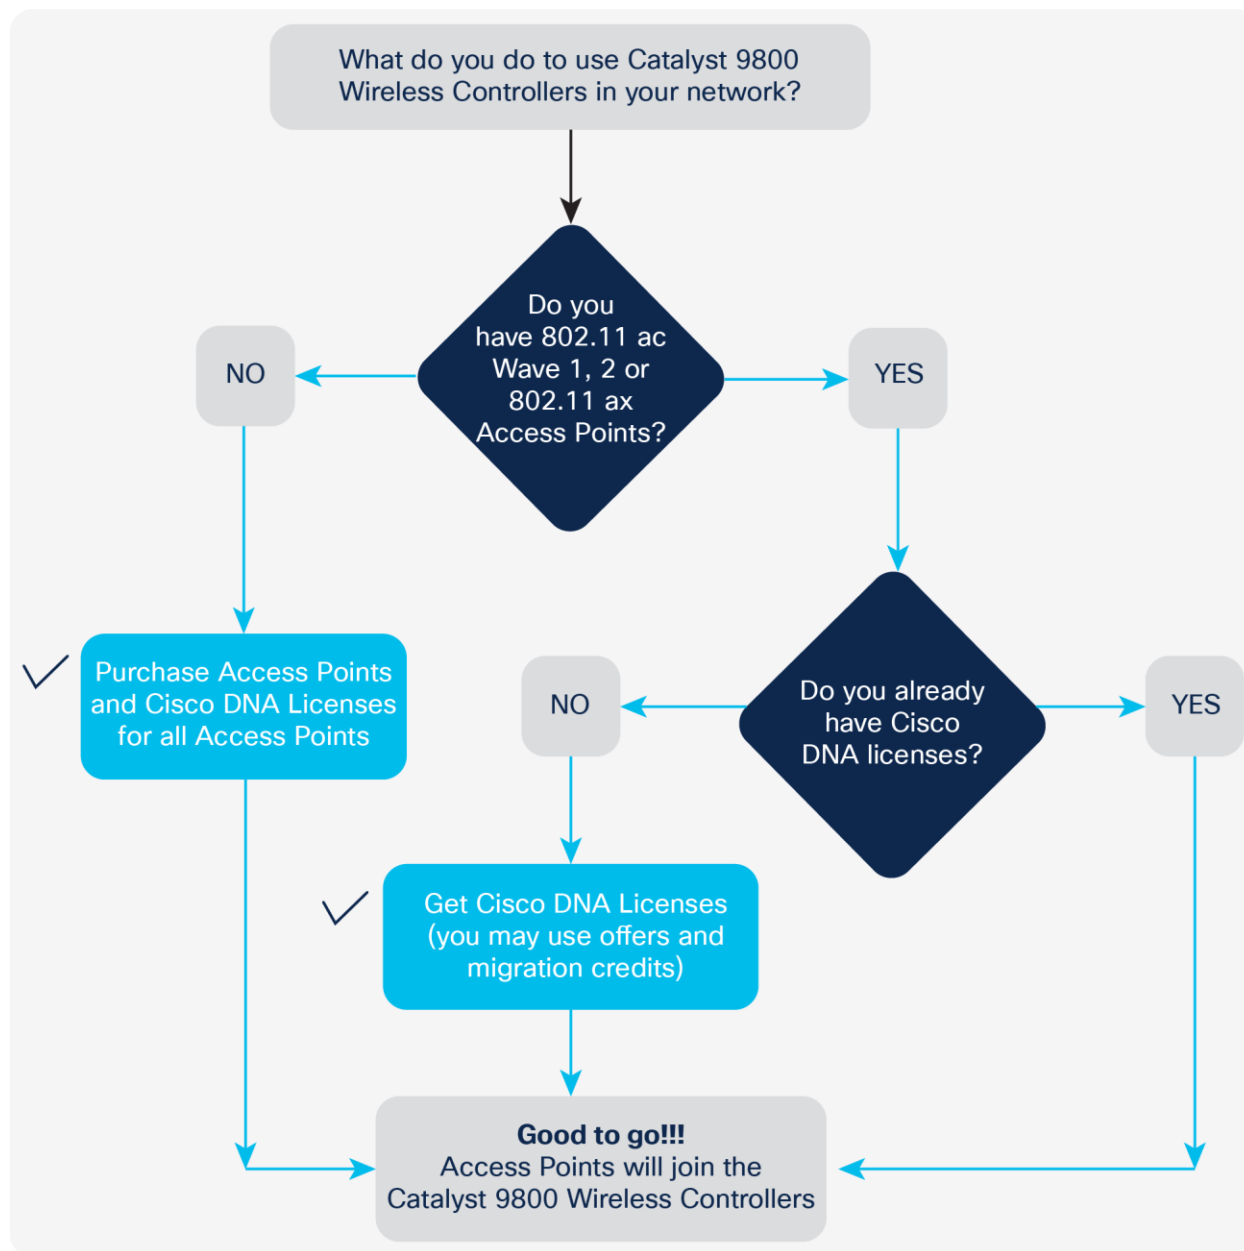 What do you do to use Catalyst 9800
Wireless Controllers in your network?
Do you
have 802.11 ac
Wave 1, 2 or
802.11 ax
Access Points?
NO
YES
Purchase Access Points
and Cisco DNA Licenses
for all Access Points
NO
Do you already
have Cisco
DNA licenses?
YES
Get Cisco DNA Licenses
(you may use offers and
migration credits)
Good to go!!!
Access Points will join the
Catalyst 9800 Wireless Controllers